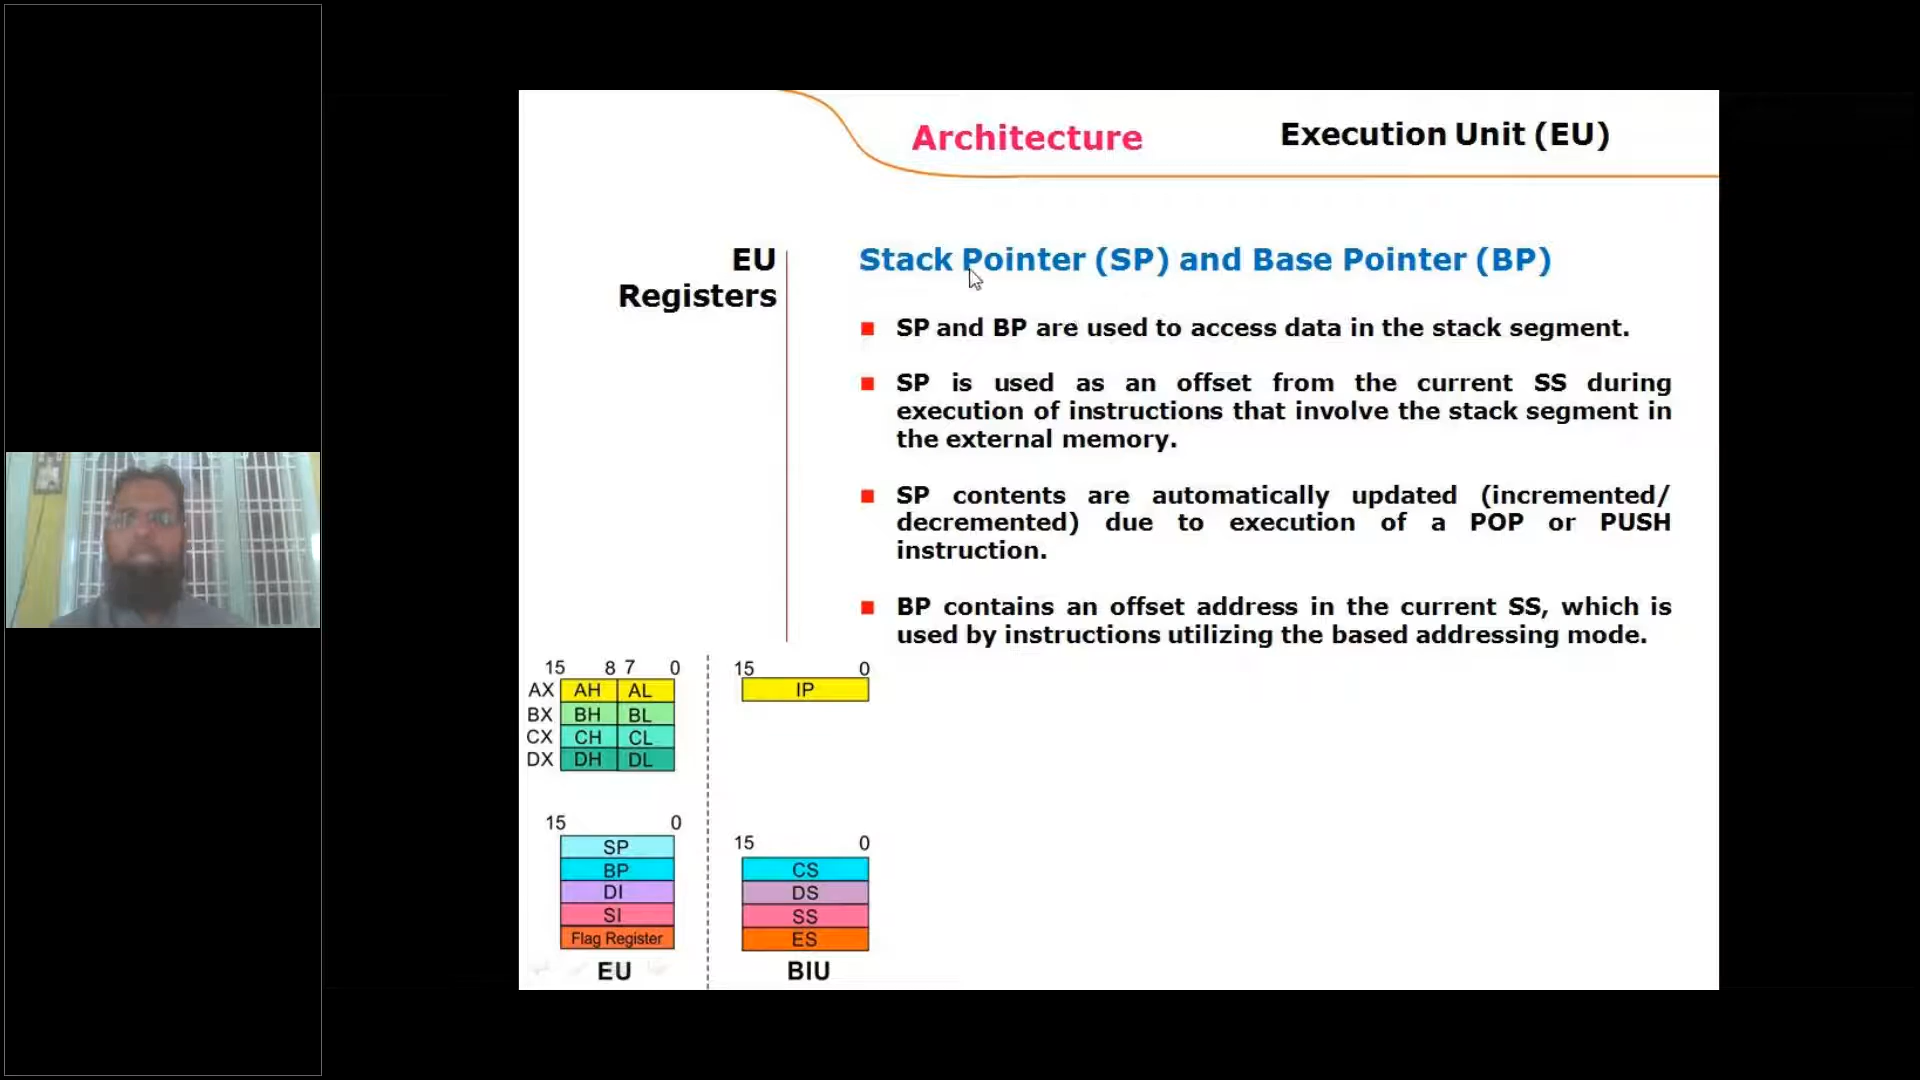 Architecture
Execution Unit (EU)
EU
Registers
Stack Pointer (SP) and Base Pointer (BP)
SP and BP are used to access data in the stack segment.
SP is used as an offset from the current SS during
execution of instructions that involve the stack segment in
the external memory.
SP contents are automatically updated (incremented/
decremented) due to execution of a POP or PUSH
instruction.
BP contains an offset address in the current SS, which is
used by instructions utilizing the based addressing mode.
15 8 7 0
AX AH AL
BX BH BL
CX CH CL
DX DH DL
15 0
SP
BP
DI
SI
Flag Register
EU
15 0
IP
15 0
CS
DS
SS
ES
BIU